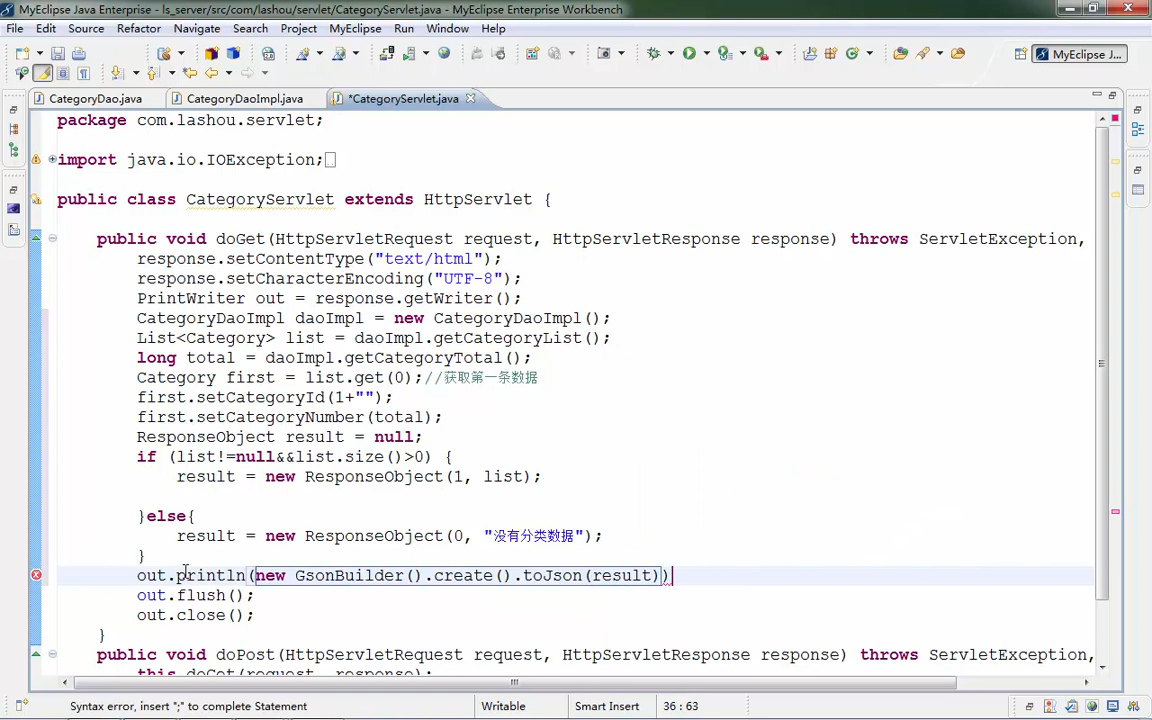 MyEclipse Java Enterprise - ls_server/src/com/lashou/servlet/CategoryServlet.java - MyEclipse Enterprise Workbench
File Edit Source Refactor Navigate Search Project MyEclipse Run Window Help
MyEclipse J...
CategoryDao.java CategoryDaoImpl.java *CategoryServlet.java
package com.lashou.servlet;
import java.io.IOException;
public class CategoryServlet extends HttpServlet {
public void doGet(HttpServletRequest request, HttpServletResponse response) throws ServletException,
response.setContentType("text/html");
response.setCharacterEncoding("UTF-8");
PrintWriter out = response.getWriter();
CategoryDaoImpl daoImpl = new CategoryDaoImpl();
List<Category> list = daoImpl.getCategoryList();
long total = daoImpl.getCategoryTotal();
Category first = list.get(0);//获取第一条数据
first.setCategoryId(1+"");
first.setCategoryNumber(total);
ResponseObject result = null;
if (list!=null&&list.size()>0) {
result = new ResponseObject(1, list);
}else{
result = new ResponseObject(0, "没有分类数据");
}
out.println(new GsonBuilder().create().toJson(result))
out.flush();
out.close();
}
public void doPost(HttpServletRequest request, HttpServletResponse response) throws ServletException,
this.doGet(request, response);
Syntax error, insert ";" to complete Statement Writable Smart Insert 36 : 63